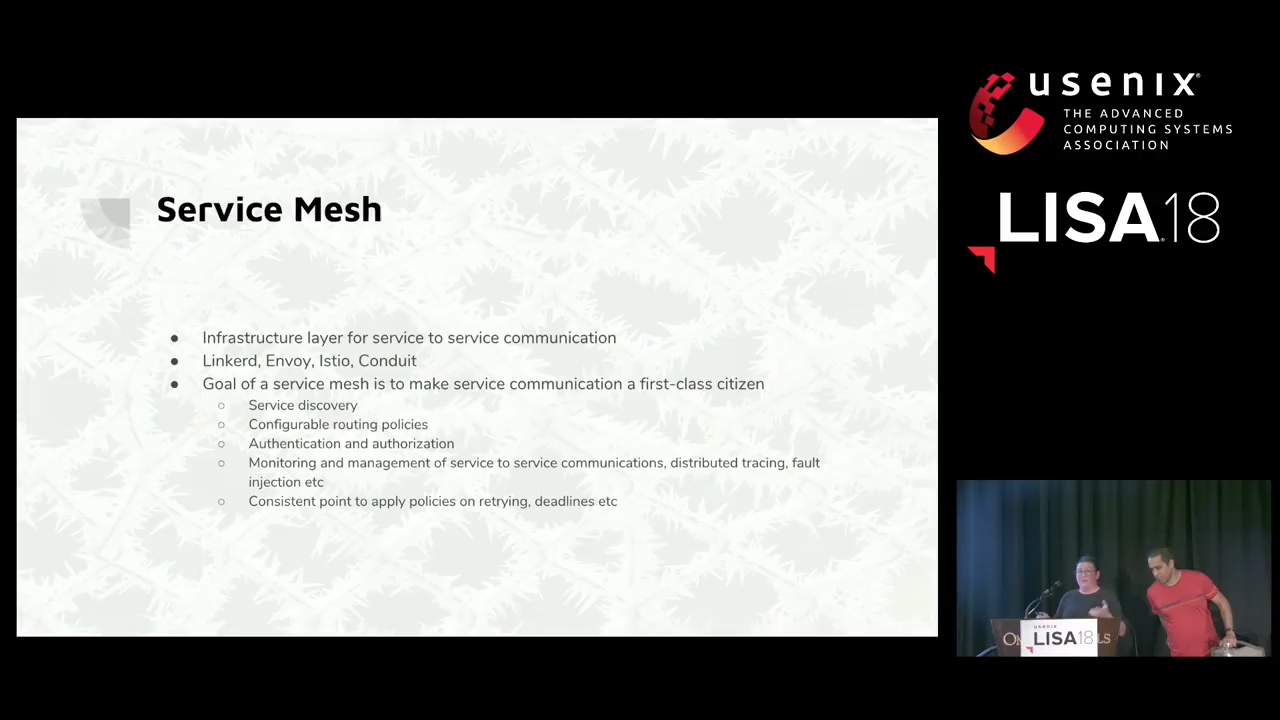 Service Mesh
● Infrastructure layer for service to service communication
● Linkerd, Envoy, Istio, Conduit
● Goal of a service mesh is to make service communication a first-class citizen
○ Service discovery
○ Configurable routing policies
○ Authentication and authorization
○ Monitoring and management of service to service communications, distributed tracing, fault
injection etc
○ Consistent point to apply policies on retrying, deadlines etc
usenix®
THE ADVANCED
COMPUTING SYSTEMS
ASSOCIATION
LISA.18
usenix
LISA18